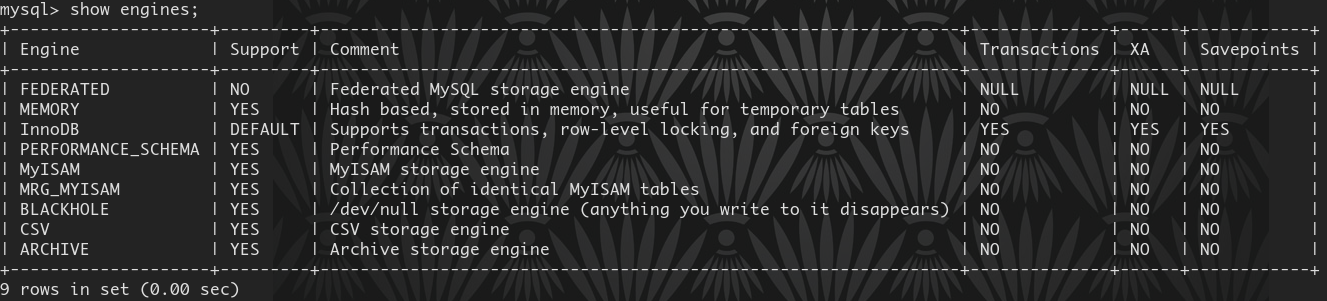 mysql> show engines;
+--------------------+---------+----------------------------------------------------------------+--------------+------+------------+
| Engine             | Support | Comment                                                        | Transactions | XA   | Savepoints |
+--------------------+---------+----------------------------------------------------------------+--------------+------+------------+
| FEDERATED          | NO      | Federated MySQL storage engine                                 | NULL         | NULL | NULL       |
| MEMORY             | YES     | Hash based, stored in memory, useful for temporary tables      | NO           | NO   | NO         |
| InnoDB             | DEFAULT | Supports transactions, row-level locking, and foreign keys     | YES          | YES  | YES        |
| PERFORMANCE_SCHEMA | YES     | Performance Schema                                             | NO           | NO   | NO         |
| MyISAM             | YES     | MyISAM storage engine                                          | NO           | NO   | NO         |
| MRG_MYISAM         | YES     | Collection of identical MyISAM tables                          | NO           | NO   | NO         |
| BLACKHOLE          | YES     | /dev/null storage engine (anything you write to it disappears) | NO           | NO   | NO         |
| CSV                | YES     | CSV storage engine                                             | NO           | NO   | NO         |
| ARCHIVE            | YES     | Archive storage engine                                         | NO           | NO   | NO         |
+--------------------+---------+----------------------------------------------------------------+--------------+------+------------+
9 rows in set (0.00 sec)